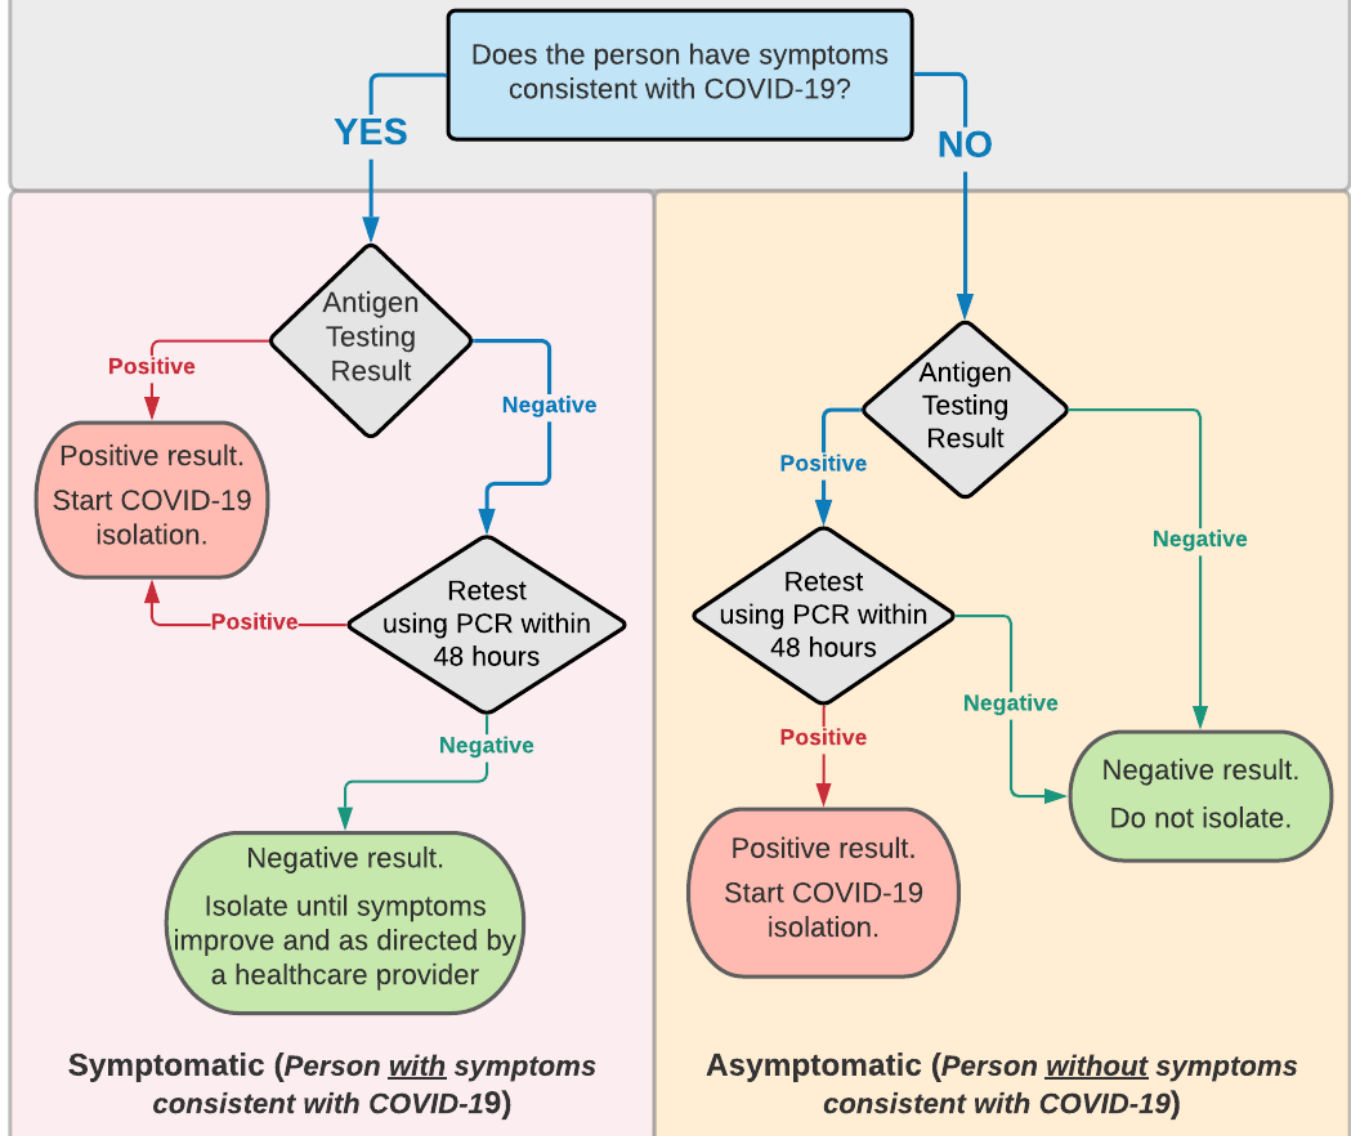 Does the person have symptoms
consistent with COVID-19?
YES
NO
Antigen
Testing
Result
Positive
Negative
Positive result.
Start COVID-19
isolation.
Retest
using PCR within
48 hours
Positive
Negative
Negative result.
Isolate until symptoms
improve and as directed by
a healthcare provider
Symptomatic (Person with symptoms
consistent with COVID-19)
Antigen
Testing
Result
Positive
Negative
Retest
using PCR within
48 hours
Negative
Positive
Negative result.
Do not isolate.
Positive result.
Start COVID-19
isolation.
Asymptomatic (Person without symptoms
consistent with COVID-19)